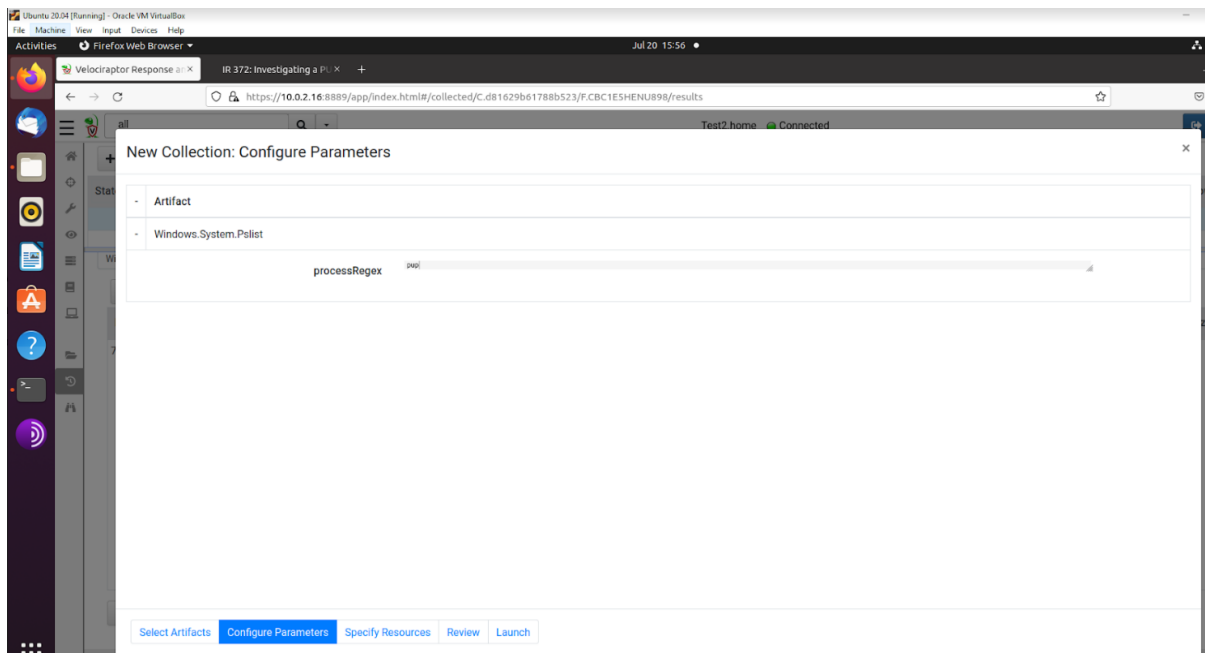 Ubuntu 20.04 [Running] - Oracle VM VirtualBox
File Machine View Input Devices Help
Activities Firefox Web Browser Jul 20 15:56
Velociraptor Response an × IR 372: Investigating a PU × +
https://10.0.2.16:8889/app/index.html#/collected/C.d81629b61788b523/F.CBC1E5HENU898/results
all Test2.home Connected
New Collection: Configure Parameters ×
Stat
- Artifact
- Windows.System.Pslist
Wi
processRegex pup
7
Select Artifacts Configure Parameters Specify Resources Review Launch